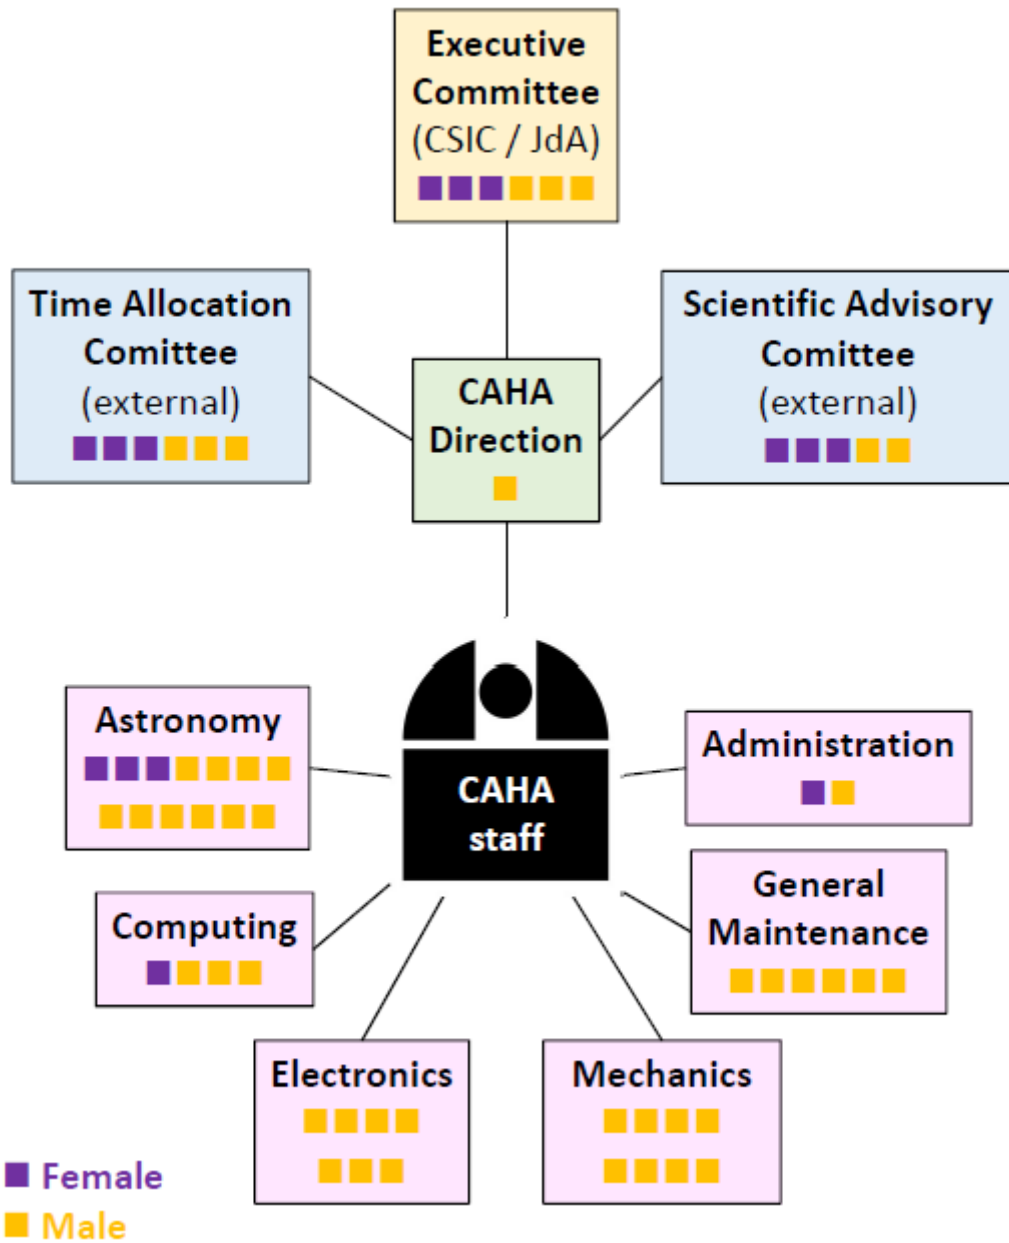 Executive
Committee
(CSIC / JdA)
Time Allocation
Comittee
(external)
CAHA
Direction
Scientific Advisory
Comittee
(external)
Astronomy
CAHA
staff
Administration
Computing
General
Maintenance
Electronics
Mechanics
Female
Male